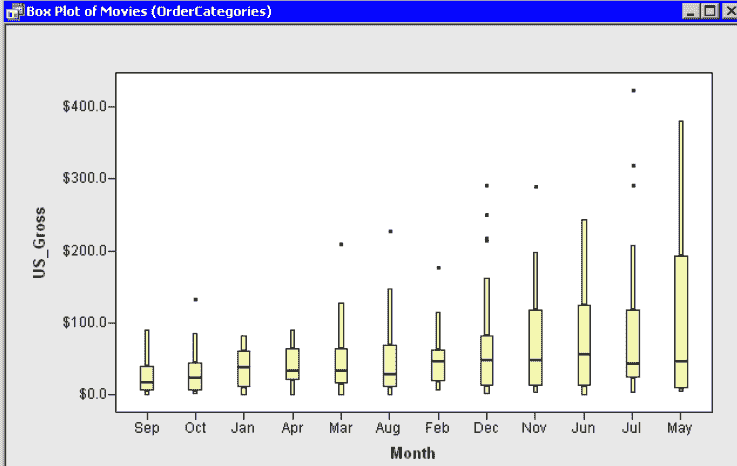 Box Plot of Movies (OrderCategories)
$400.0
$300.0
$200.0
$100.0
$0.0
US_Gross
Sep Oct Jan Apr Mar Aug Feb Dec Nov Jun Jul May
Month